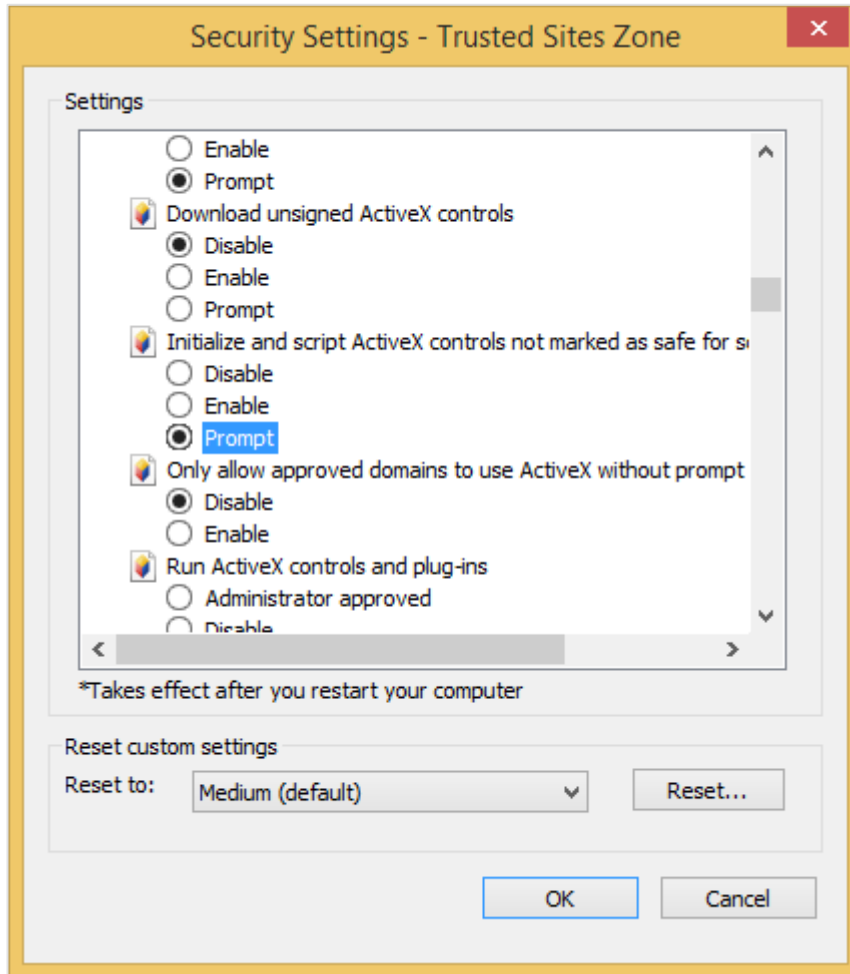 Security Settings - Trusted Sites Zone
Settings
Enable
Prompt
Download unsigned ActiveX controls
Disable
Enable
Prompt
Initialize and script ActiveX controls not marked as safe for s
Disable
Enable
Prompt
Only allow approved domains to use ActiveX without prompt
Disable
Enable
Run ActiveX controls and plug-ins
Administrator approved
Disable
*Takes effect after you restart your computer
Reset custom settings
Reset to:
Medium (default)
Reset...
OK
Cancel